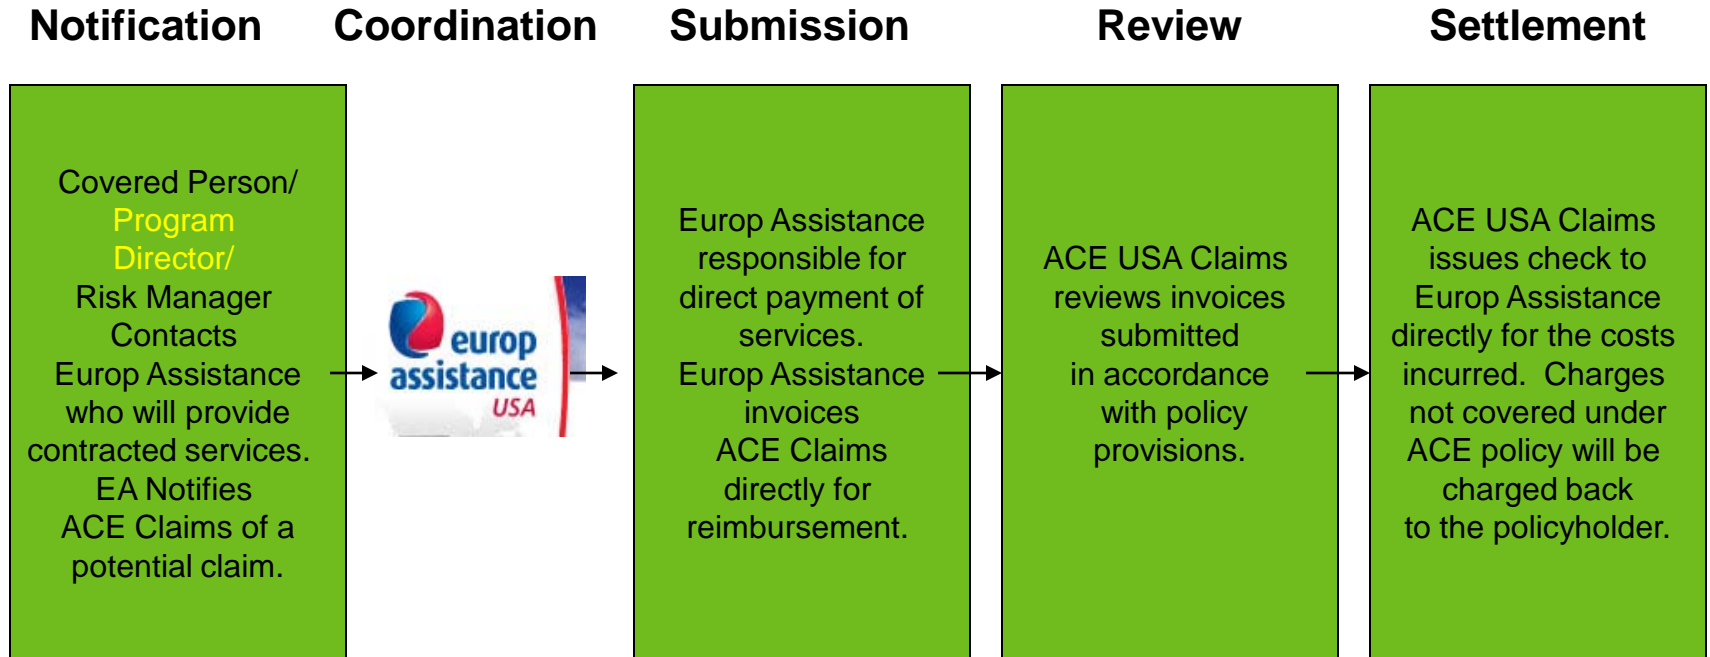 Notification
Coordination
Submission
Review
Settlement
Covered Person/
Program
Director/
Risk Manager
Contacts
Europ Assistance
who will provide
contracted services.
EA Notifies
ACE Claims of a
potential claim.
europ
assistance
USA
Europ Assistance
responsible for
direct payment of
services.
Europ Assistance
invoices
ACE Claims
directly for
reimbursement.
ACE USA Claims
reviews invoices
submitted
in accordance
with policy
provisions.
ACE USA Claims
issues check to
Europ Assistance
directly for the costs
incurred.  Charges
not covered under
ACE policy will be
charged back
to the policyholder.